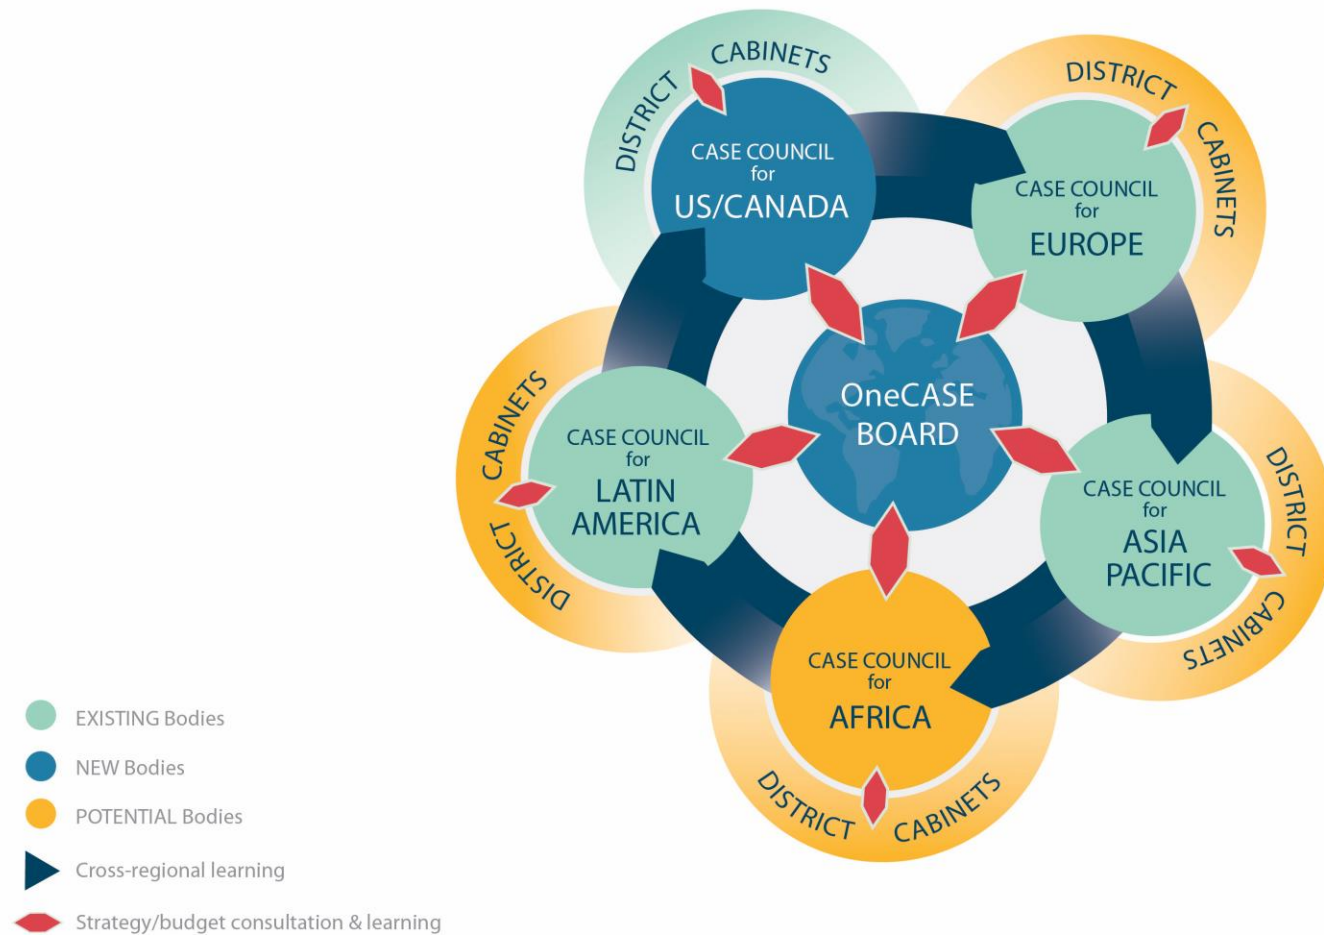 DISTRICT CABINETS
CASE COUNCIL
for
US/CANADA
DISTRICT CABINETS
CASE COUNCIL
for
EUROPE
OneCASE
BOARD
CABINETS
DISTRICT
CASE COUNCIL
for
LATIN
AMERICA
DISTRICT
CABINETS
CASE COUNCIL
for
ASIA
PACIFIC
CASE COUNCIL
for
AFRICA
DISTRICT CABINETS
EXISTING Bodies
NEW Bodies
POTENTIAL Bodies
Cross-regional learning
Strategy/budget consultation & learning